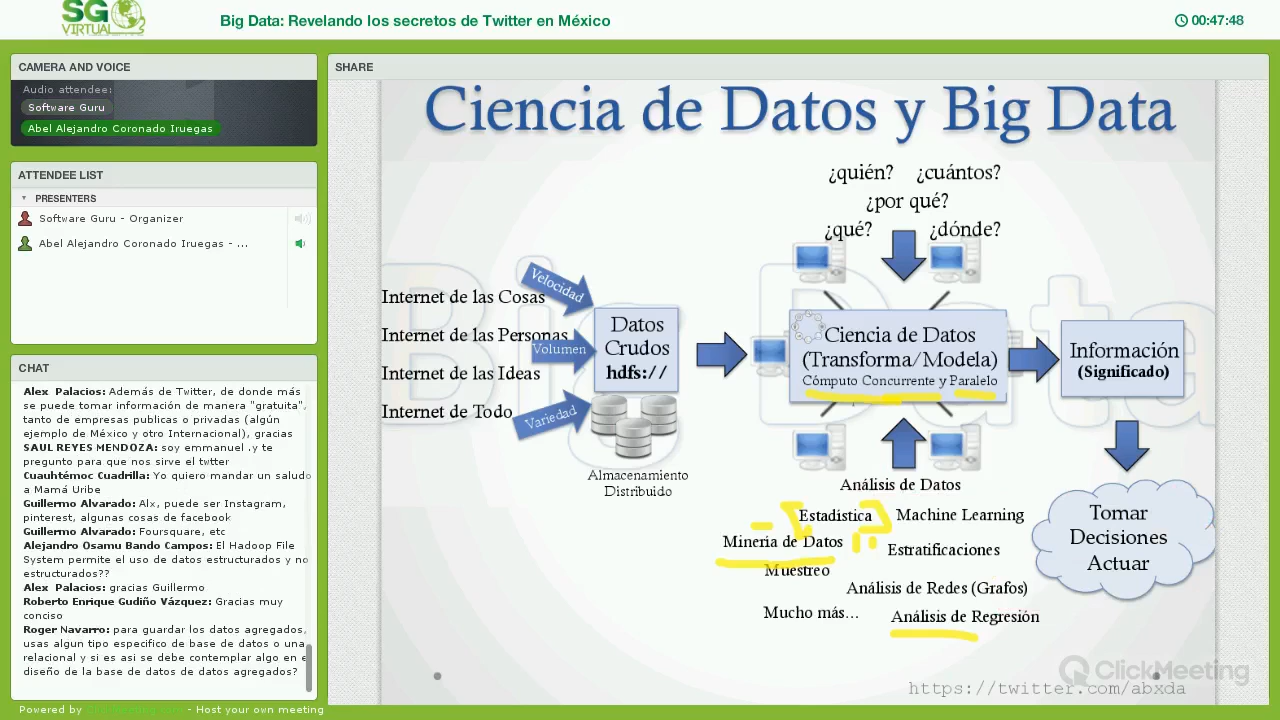 SG
VIRTUAL
Big Data: Revelando los secretos de Twitter en México
00:47:48
CAMERA AND VOICE
Audio attendee:
Software Guru
Abel Alejandro Coronado Iruegas
ATTENDEE LIST
PRESENTERS
Software Guru - Organizer
Abel Alejandro Coronado Iruegas - ...
CHAT
Alex Palacios: Además de Twitter, de donde más
se puede tomar información de manera "gratuita",
tanto de empresas publicas o privadas (algún
ejemplo de México y otro Internacional), gracias
SAUL REYES MENDOZA: soy emmanuel .y te
pregunto para que nos sirve el twtter
Cuauhtémoc Cuadrilla: Yo quiero mandar un saludo
a Mamá Uribe
Guillermo Alvarado: Alx, puede ser Instagram,
pinterest, algunas cosas de facebook
Guillermo Alvarado: Foursquare, etc
Alejandro Osamu Bando Campos: El Hadoop File
System permite el uso de datos estructurados y no
estructurados??
Alex Palacios: gracias Guillermo
Roberto Enrique Gudiño Vázquez: Gracias muy
conciso
Roger Navarro: para guardar los datos agregados,
usas algun tipo especifico de base de datos o una
relacional y si es asi se debe contemplar algo en e
diseño de la base de datos de datos agregados?
Powered by ClickMeeting.com - Host your own meeting
SHARE
Ciencia de Datos y Big Data
¿quién? ¿cuántos?
¿por qué?
¿qué? ¿dónde?
Big Data
Internet de las Cosas
Internet de las Personas
Internet de las Ideas
Internet de Todo
Velocidad
Volumen
Variedad
Datos
Crudos
hdfs://
Almacenamiento
Distribuido
Ciencia de Datos
(Transforma/Modela)
Cómputo Concurrente y Paralelo
Información
(Significado)
Análisis de Datos
Estadistica
Machine Learning
Mineria de Datos
Estratificaciones
Muestreo
Análisis de Redes (Grafos)
Mucho más...
Análisis de Regresión
Tomar
Decisiones
Actuar
ClickMeeting
https://twitter.com/abxda